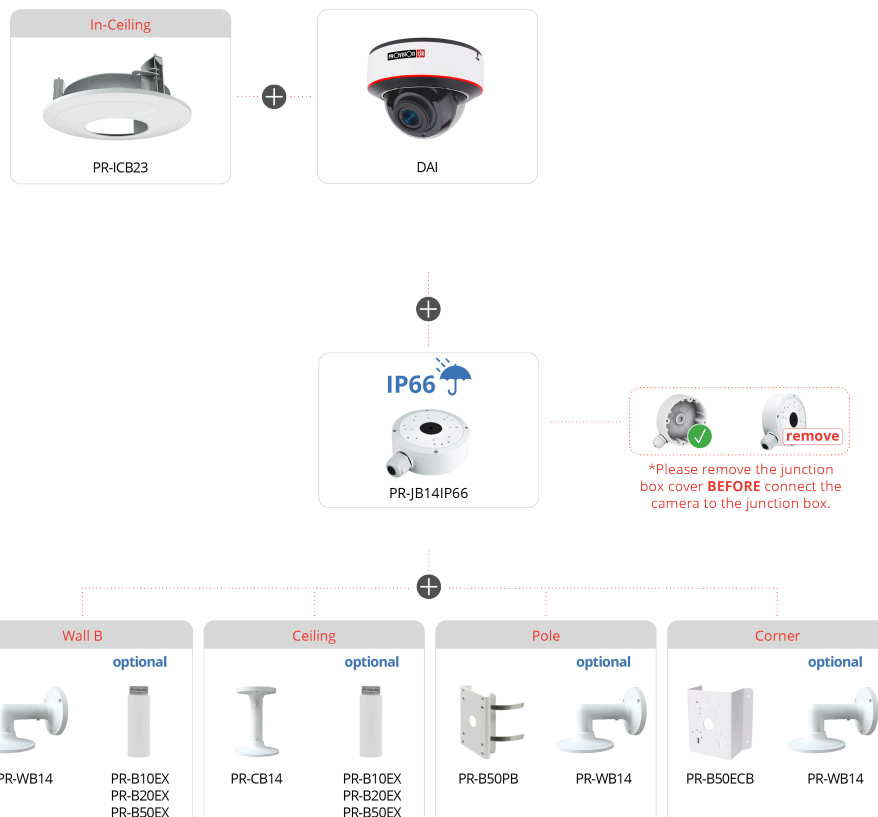 In-Ceiling
PROVISION ISR
PR-ICB23
DAI
IP66
PR-JB14IP66
remove
*Please remove the junction
box cover BEFORE connect the
camera to the junction box.
Wall B
Ceiling
Pole
Corner
optional
optional
optional
optional
PR-WB14
PR-B10EX
PR-B20EX
PR-B50EX
PR-CB14
PR-B10EX
PR-B20EX
PR-B50EX
PR-B50PB
PR-WB14
PR-B50ECB
PR-WB14